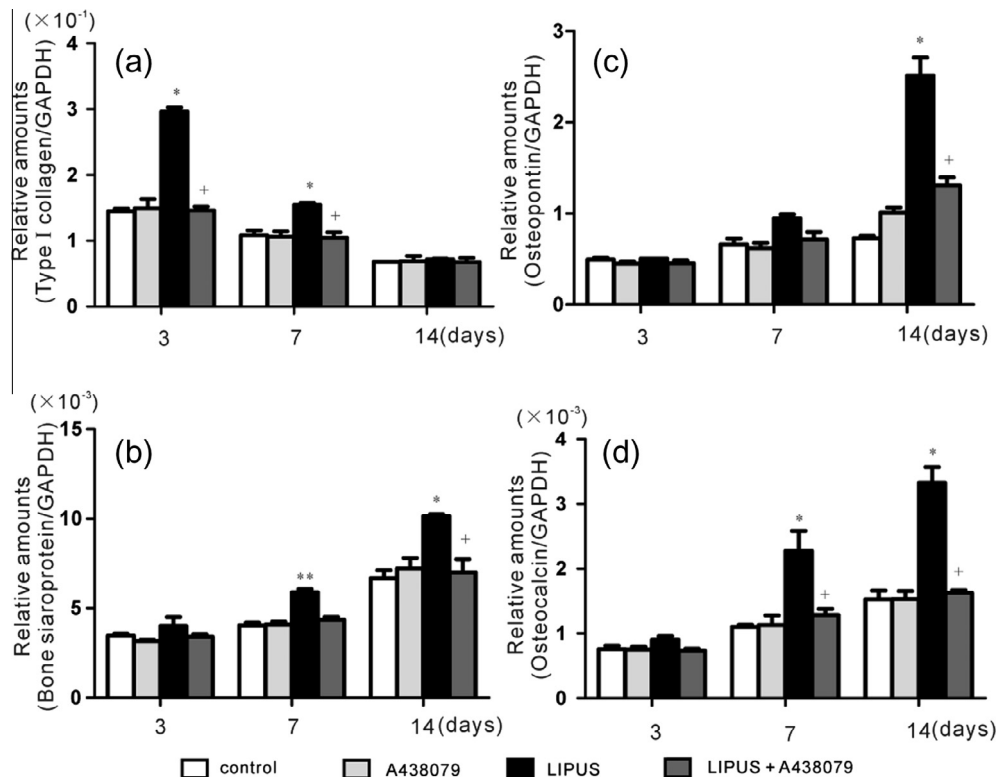 (×10⁻¹)
(a)
4
3
2
1
0
Relative amounts
(Type I collagen/GAPDH)
*
+
*
+
3 7 14(days)
(c)
3
2
1
0
Relative amounts
(Osteopontin/GAPDH)
*
+
3 7 14(days)
(×10⁻³)
(b)
15
10
5
0
Relative amounts
(Bone siaroprotein/GAPDH)
**
*
+
3 7 14(days)
(×10⁻³)
(d)
4
3
2
1
0
Relative amounts
(Osteocalcin/GAPDH)
*
+
*
+
3 7 14(days)
control A438079 LIPUS LIPUS + A438079